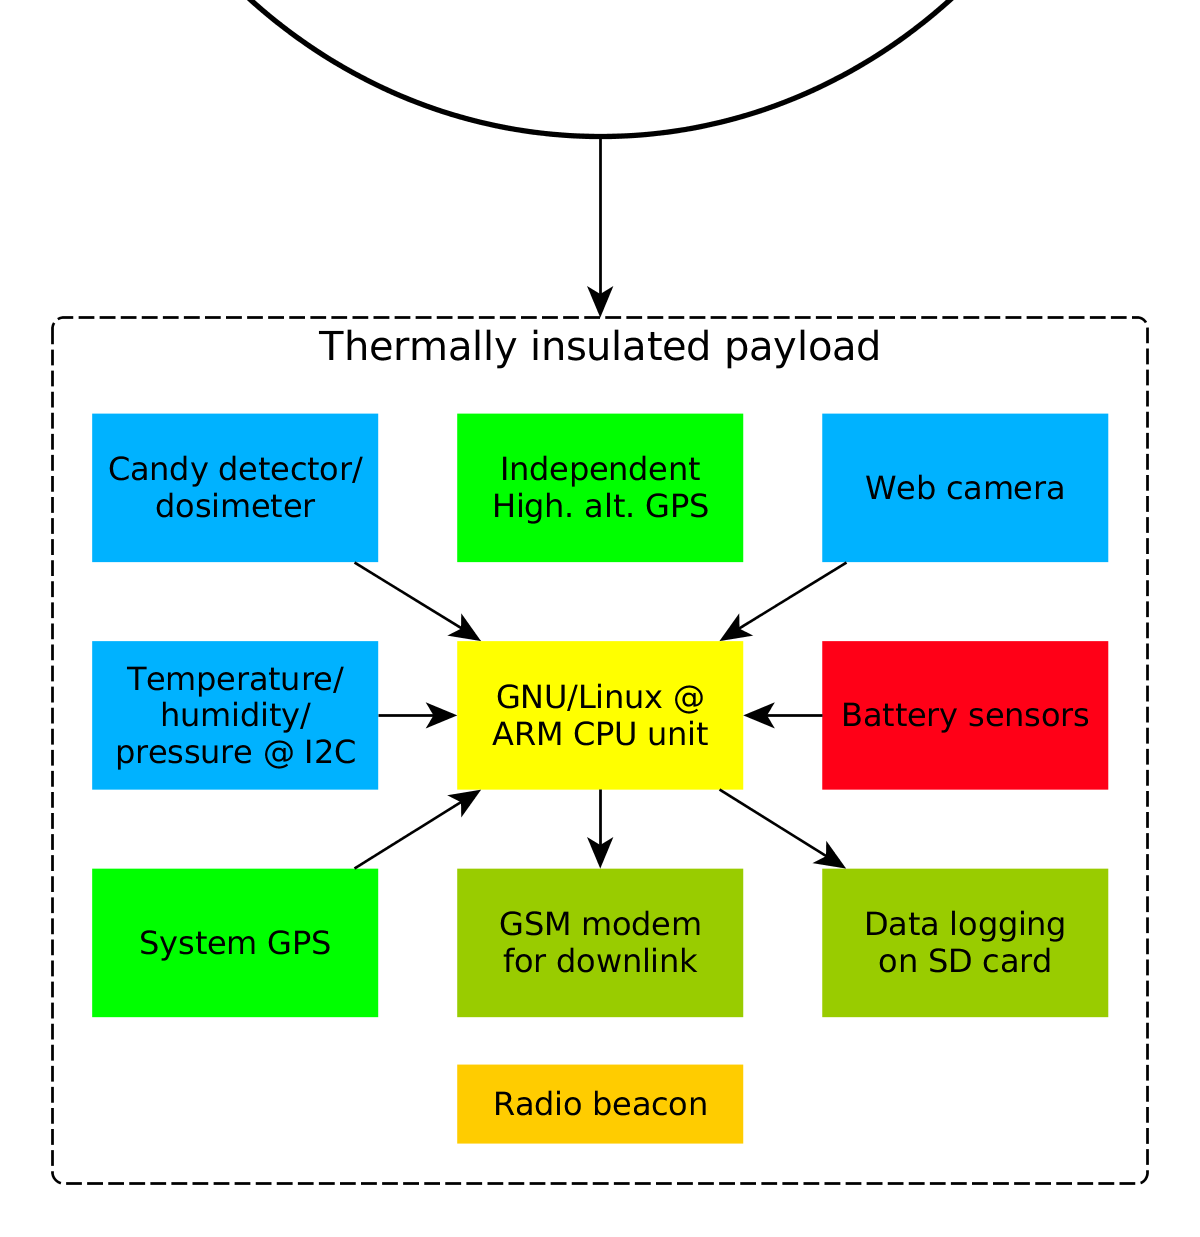 Thermally insulated payload
Candy detector/
dosimeter
Independent
High. alt. GPS
Web camera
Temperature/
humidity/
pressure @ I2C
GNU/Linux @
ARM CPU unit
Battery sensors
System GPS
GSM modem
for downlink
Data logging
on SD card
Radio beacon